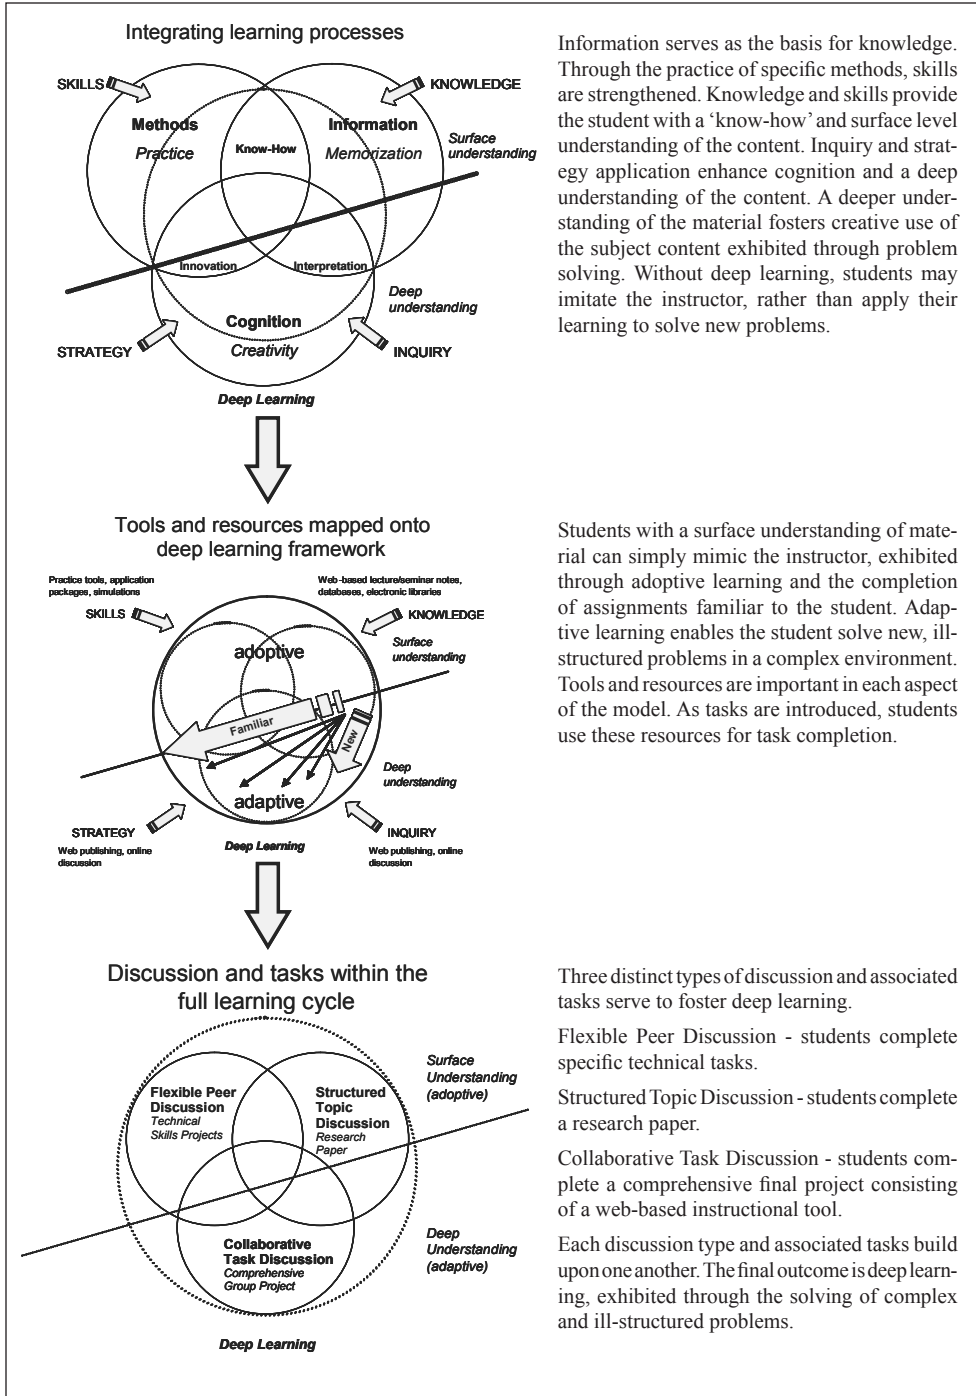 Integrating learning processes
SKILLS
KNOWLEDGE
Methods
Information
Practice
Know-How
Memorization
Surface
understanding
Innovation
Interpretation
Deep
understanding
Cognition
STRATEGY
Creativity
INQUIRY
Deep Learning
Information serves as the basis for knowledge.
Through the practice of specific methods, skills
are strengthened. Knowledge and skills provide
the student with a ‘know-how’ and surface level
understanding of the content. Inquiry and strat-
egy application enhance cognition and a deep
understanding of the content. A deeper under-
standing of the material fosters creative use of
the subject content exhibited through problem
solving. Without deep learning, students may
imitate the instructor, rather than apply their
learning to solve new problems.
Tools and resources mapped onto
deep learning framework
Practice tools, application
packages, simulations
Web-based lecture/seminar notes,
databases, electronic libraries
SKILLS
KNOWLEDGE
Surface
understanding
adoptive
Familiar
New
Deep
understanding
adaptive
STRATEGY
INQUIRY
Web publishing, online
discussion
Deep Learning
Web publishing, online
discussion
Students with a surface understanding of mate-
rial can simply mimic the instructor, exhibited
through adoptive learning and the completion
of assignments familiar to the student. Adap-
tive learning enables the student solve new, ill-
structured problems in a complex environment.
Tools and resources are important in each aspect
of the model. As tasks are introduced, students
use these resources for task completion.
Discussion and tasks within the
full learning cycle
Flexible Peer
Discussion
Technical
Skills Projects
Structured
Topic
Discussion
Research
Paper
Surface
Understanding
(adoptive)
Collaborative
Task Discussion
Comprehensive
Group Project
Deep
Understanding
(adaptive)
Deep Learning
Three distinct types of discussion and associated
tasks serve to foster deep learning.
Flexible Peer Discussion - students complete
specific technical tasks.
Structured Topic Discussion - students complete
a research paper.
Collaborative Task Discussion - students com-
plete a comprehensive final project consisting
of a web-based instructional tool.
Each discussion type and associated tasks build
upon one another. The final outcome is deep learn-
ing, exhibited through the solving of complex
and ill-structured problems.